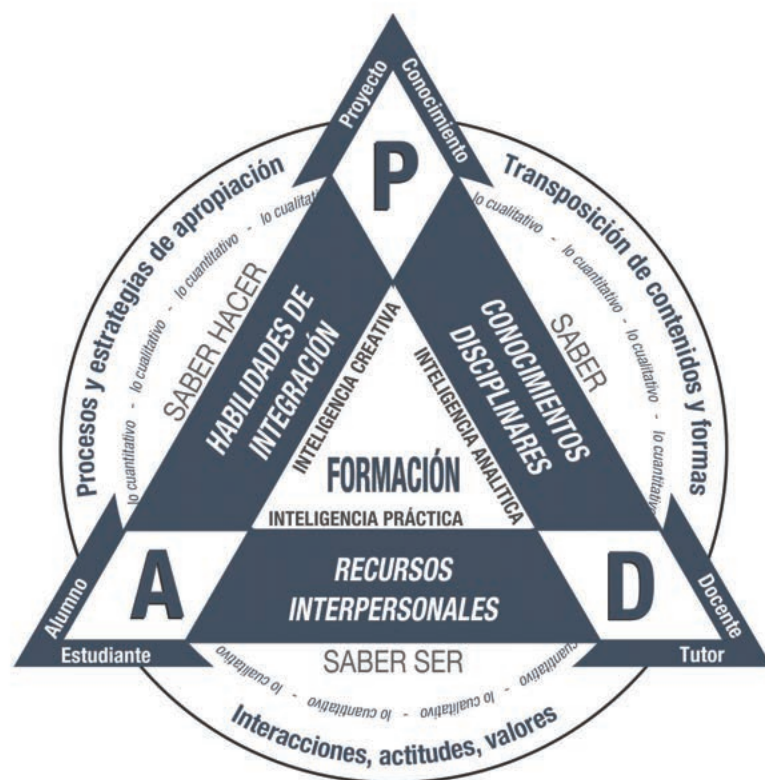 Proyecto
Conocimiento
P
Procesos y estrategias de apropiación
lo cuantitativo - lo cualitativo - lo cuantitativo - lo cualitativo
SABER HACER
HABILIDADES DE
INTEGRACIÓN
INTELIGENCIA CREATIVA
Transposición de contenidos y formas
lo cualitativo - lo cuantitativo - lo cualitativo - lo cuantitativo
SABER
CONOCIMIENTOS
DISCIPLINARES
INTELIGENCIA ANALITICA
FORMACIÓN
INTELIGENCIA PRÁCTICA
A
Alumno
Estudiante
RECURSOS
INTERPERSONALES
D
Docente
Tutor
SABER SER
lo cualitativo - lo cuantitativo - lo cualitativo - lo cuantitativo
Interacciones, actitudes, valores